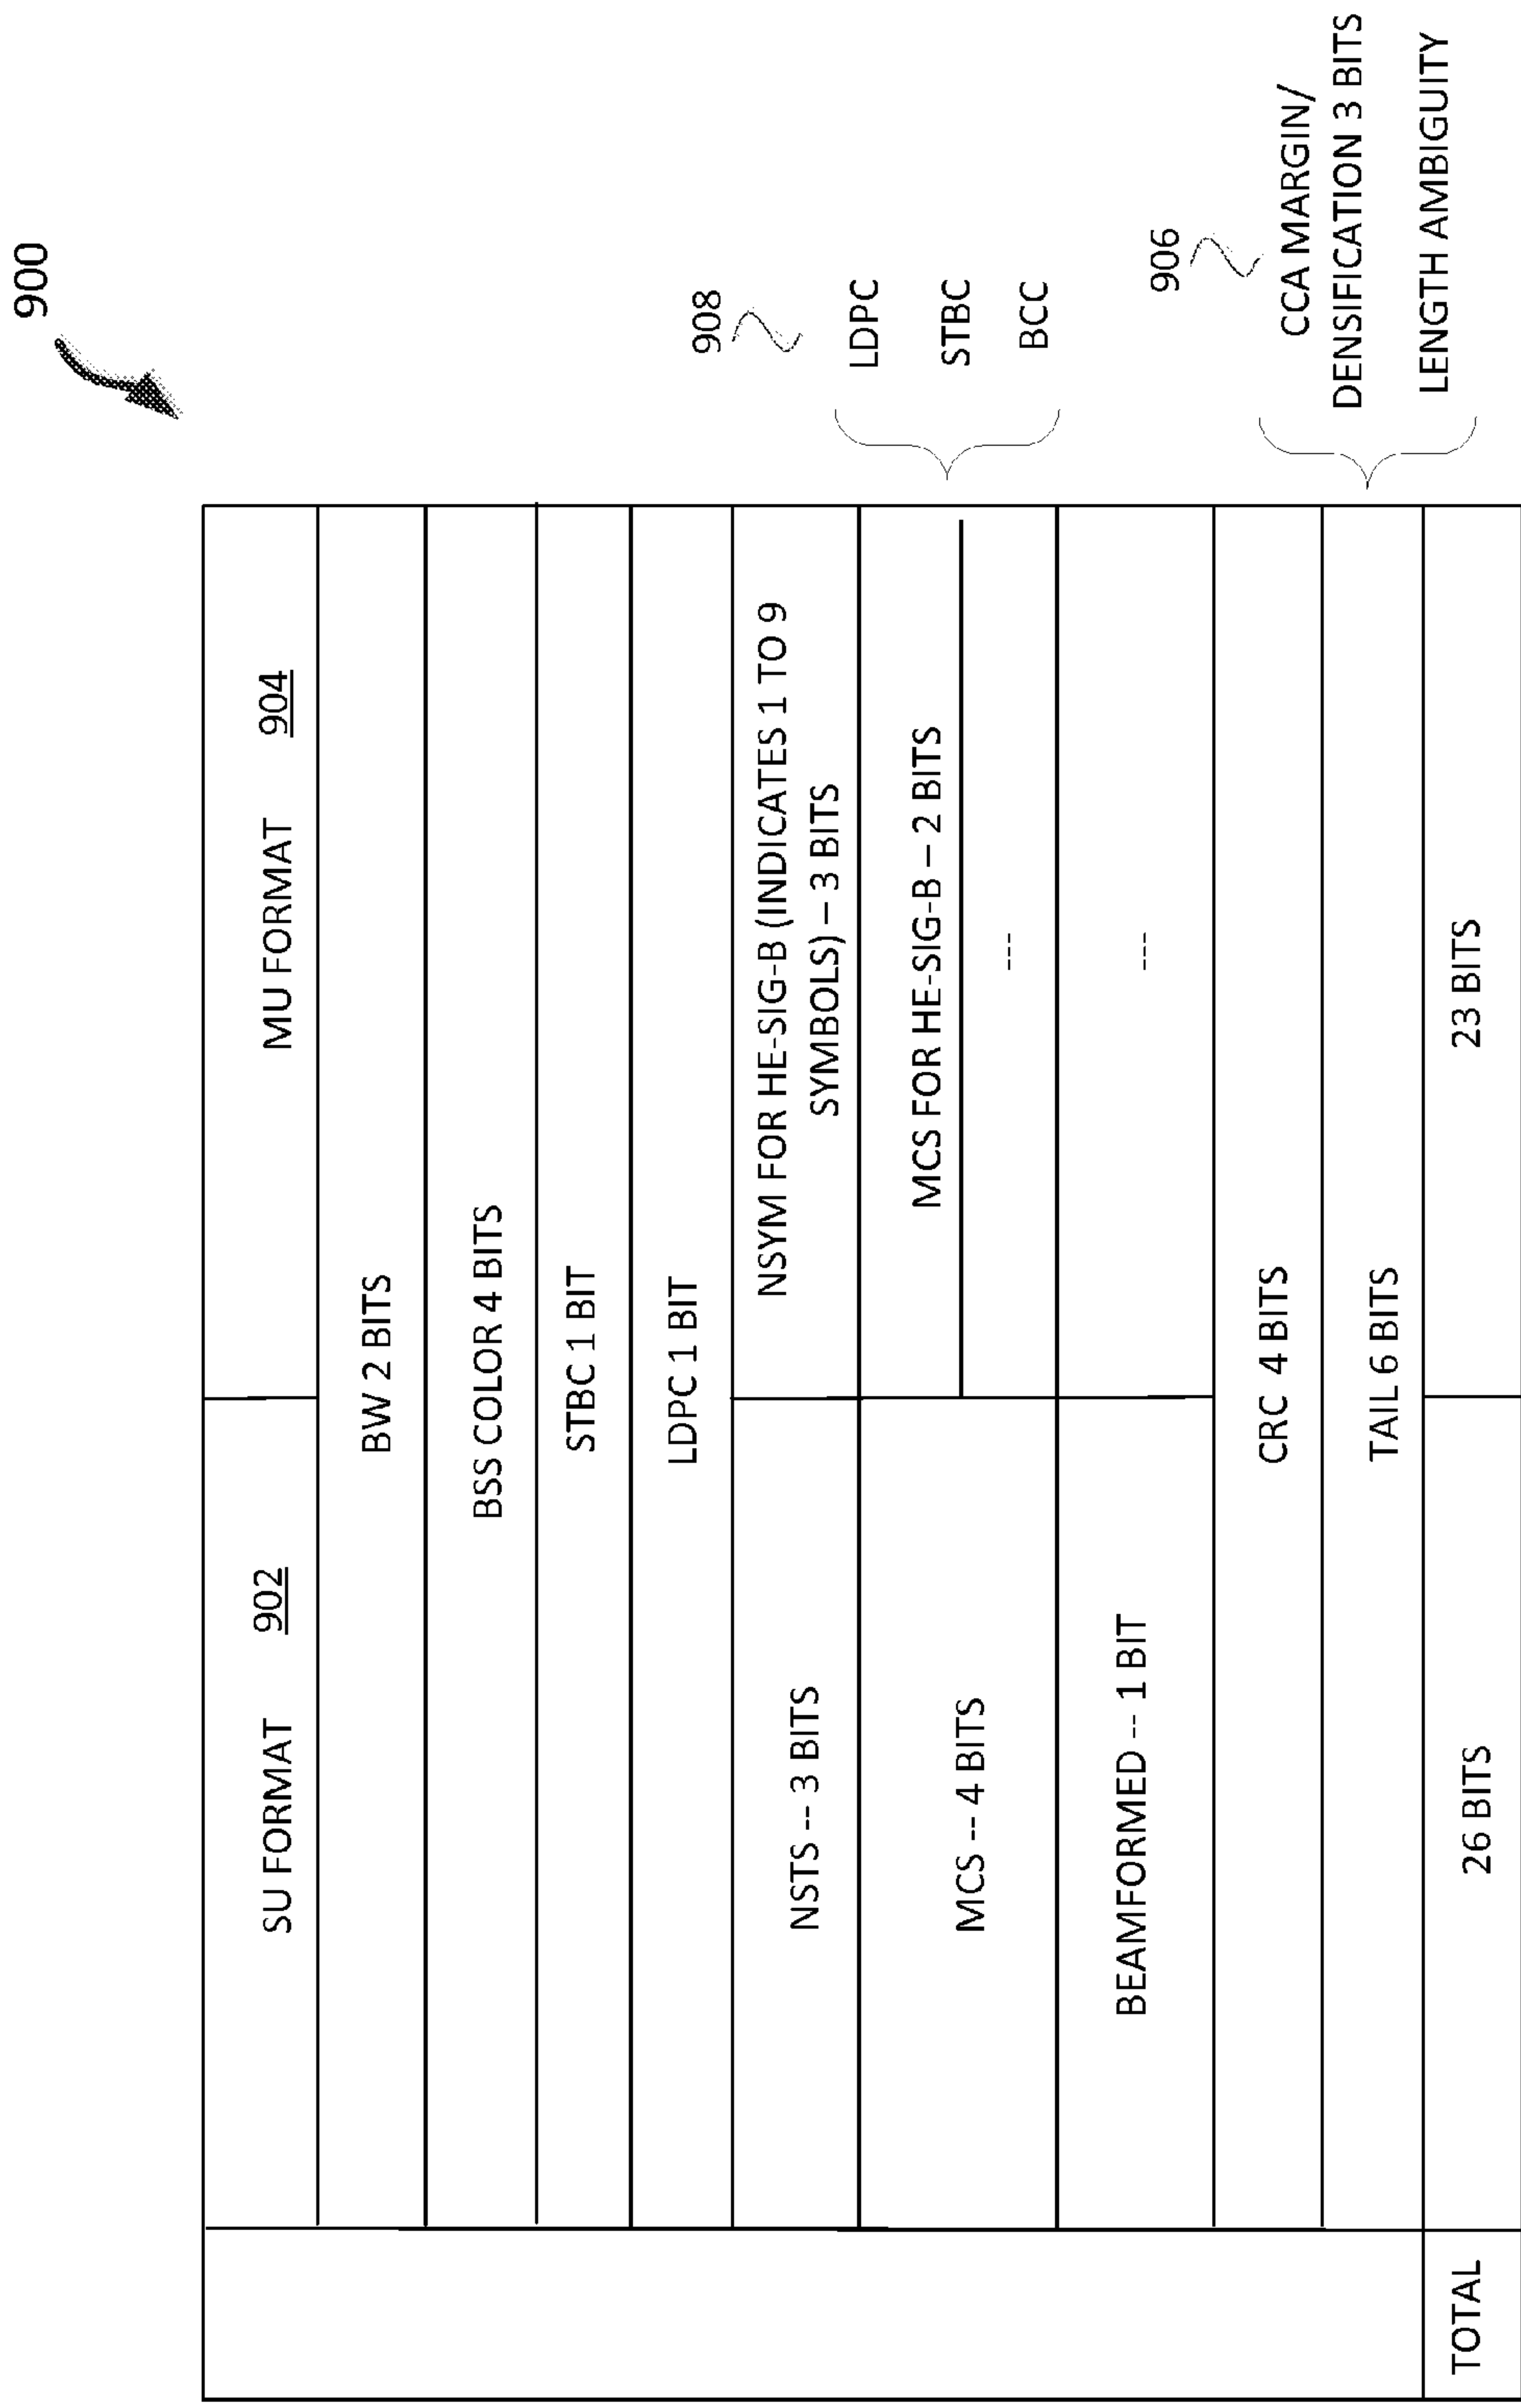 900
SU FORMAT 902
MU FORMAT 904
BW 2 BITS
BSS COLOR 4 BITS
STBC 1 BIT
LDPC 1 BIT
NSTS -- 3 BITS
NSYM FOR HE-SIG-B (INDICATES 1 TO 9
SYMBOLS) – 3 BITS
MCS -- 4 BITS
MCS FOR HE-SIG-B – 2 BITS
---
BEAMFORMED -- 1 BIT
---
CRC 4 BITS
TAIL 6 BITS
TOTAL
26 BITS
23 BITS
908
LDPC
STBC
BCC
906
CCA MARGIN/
DENSIFICATION 3 BITS
LENGTH AMBIGUITY